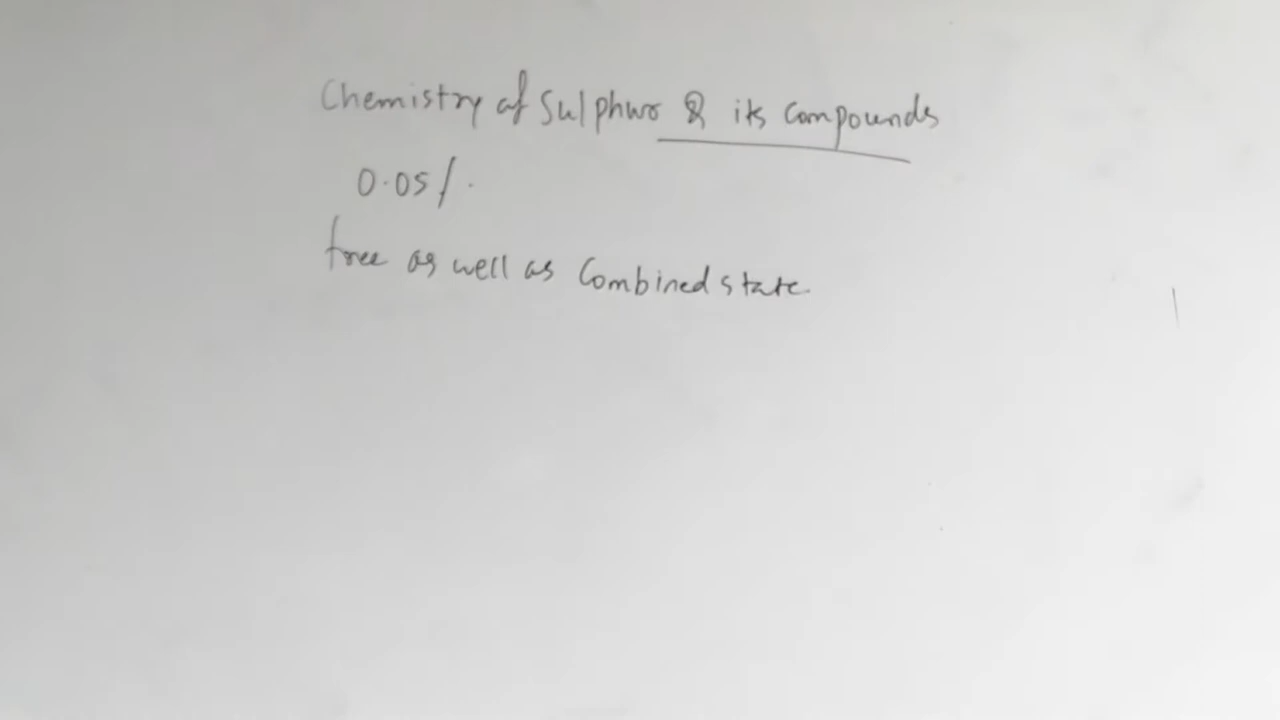 Chemistry of Sulphur & its compounds
0.05%
free as well as Combined state.